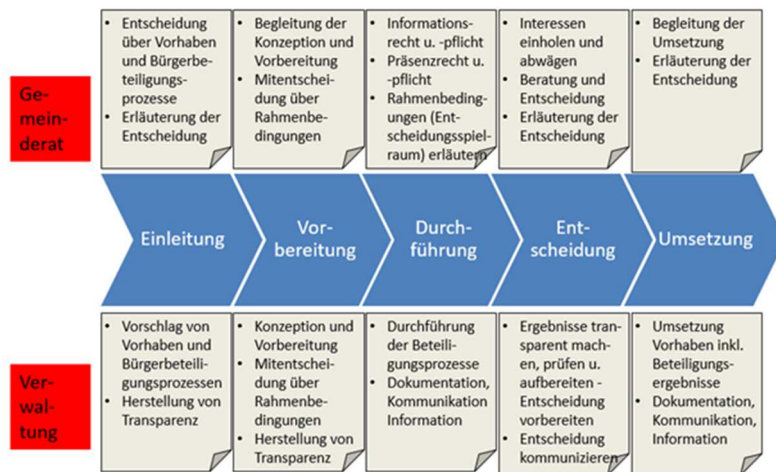 Ge-
mein-
derat
• Entscheidung
über Vorhaben
und Bürgerbe-
teiligungs-
prozesse
• Erläuterung der
Entscheidung
• Begleitung der
Konzeption und
Vorbereitung
• Mitentschei-
dung über
Rahmenbe-
dingungen
• Informations-
recht u. -pflicht
• Präsenzrecht u.
-pflicht
• Rahmenbeding-
ungen (Ent-
scheidungsspiel-
raum) erläutern
• Interessen
einholen und
abwägen
• Beratung und
Entscheidung
• Erläuterung der
Entscheidung
• Begleitung der
Umsetzung
• Erläuterung der
Entscheidung
Einleitung
Vor-
bereitung
Durch-
führung
Ent-
scheidung
Umsetzung
Ver-
wal-
tung
• Vorschlag von
Vorhaben und
Bürgerbeteili-
gungsprozessen
• Herstellung von
Transparenz
• Konzeption und
Vorbereitung
• Mitentschei-
dung über
Rahmenbe-
dingungen
• Herstellung von
Transparenz
• Durchführung
der Beteilig-
ungsprozesse
• Dokumentation,
Kommunikation
Information
• Ergebnisse trans-
parent mach-
en, prüfen u.
aufbereiten -
Entscheidung
vorbereiten
• Entscheidung
kommunizieren
• Umsetzung
Vorhaben inkl.
Beteiligungs-
ergebnisse
• Dokumentation,
Kommunikation,
Information